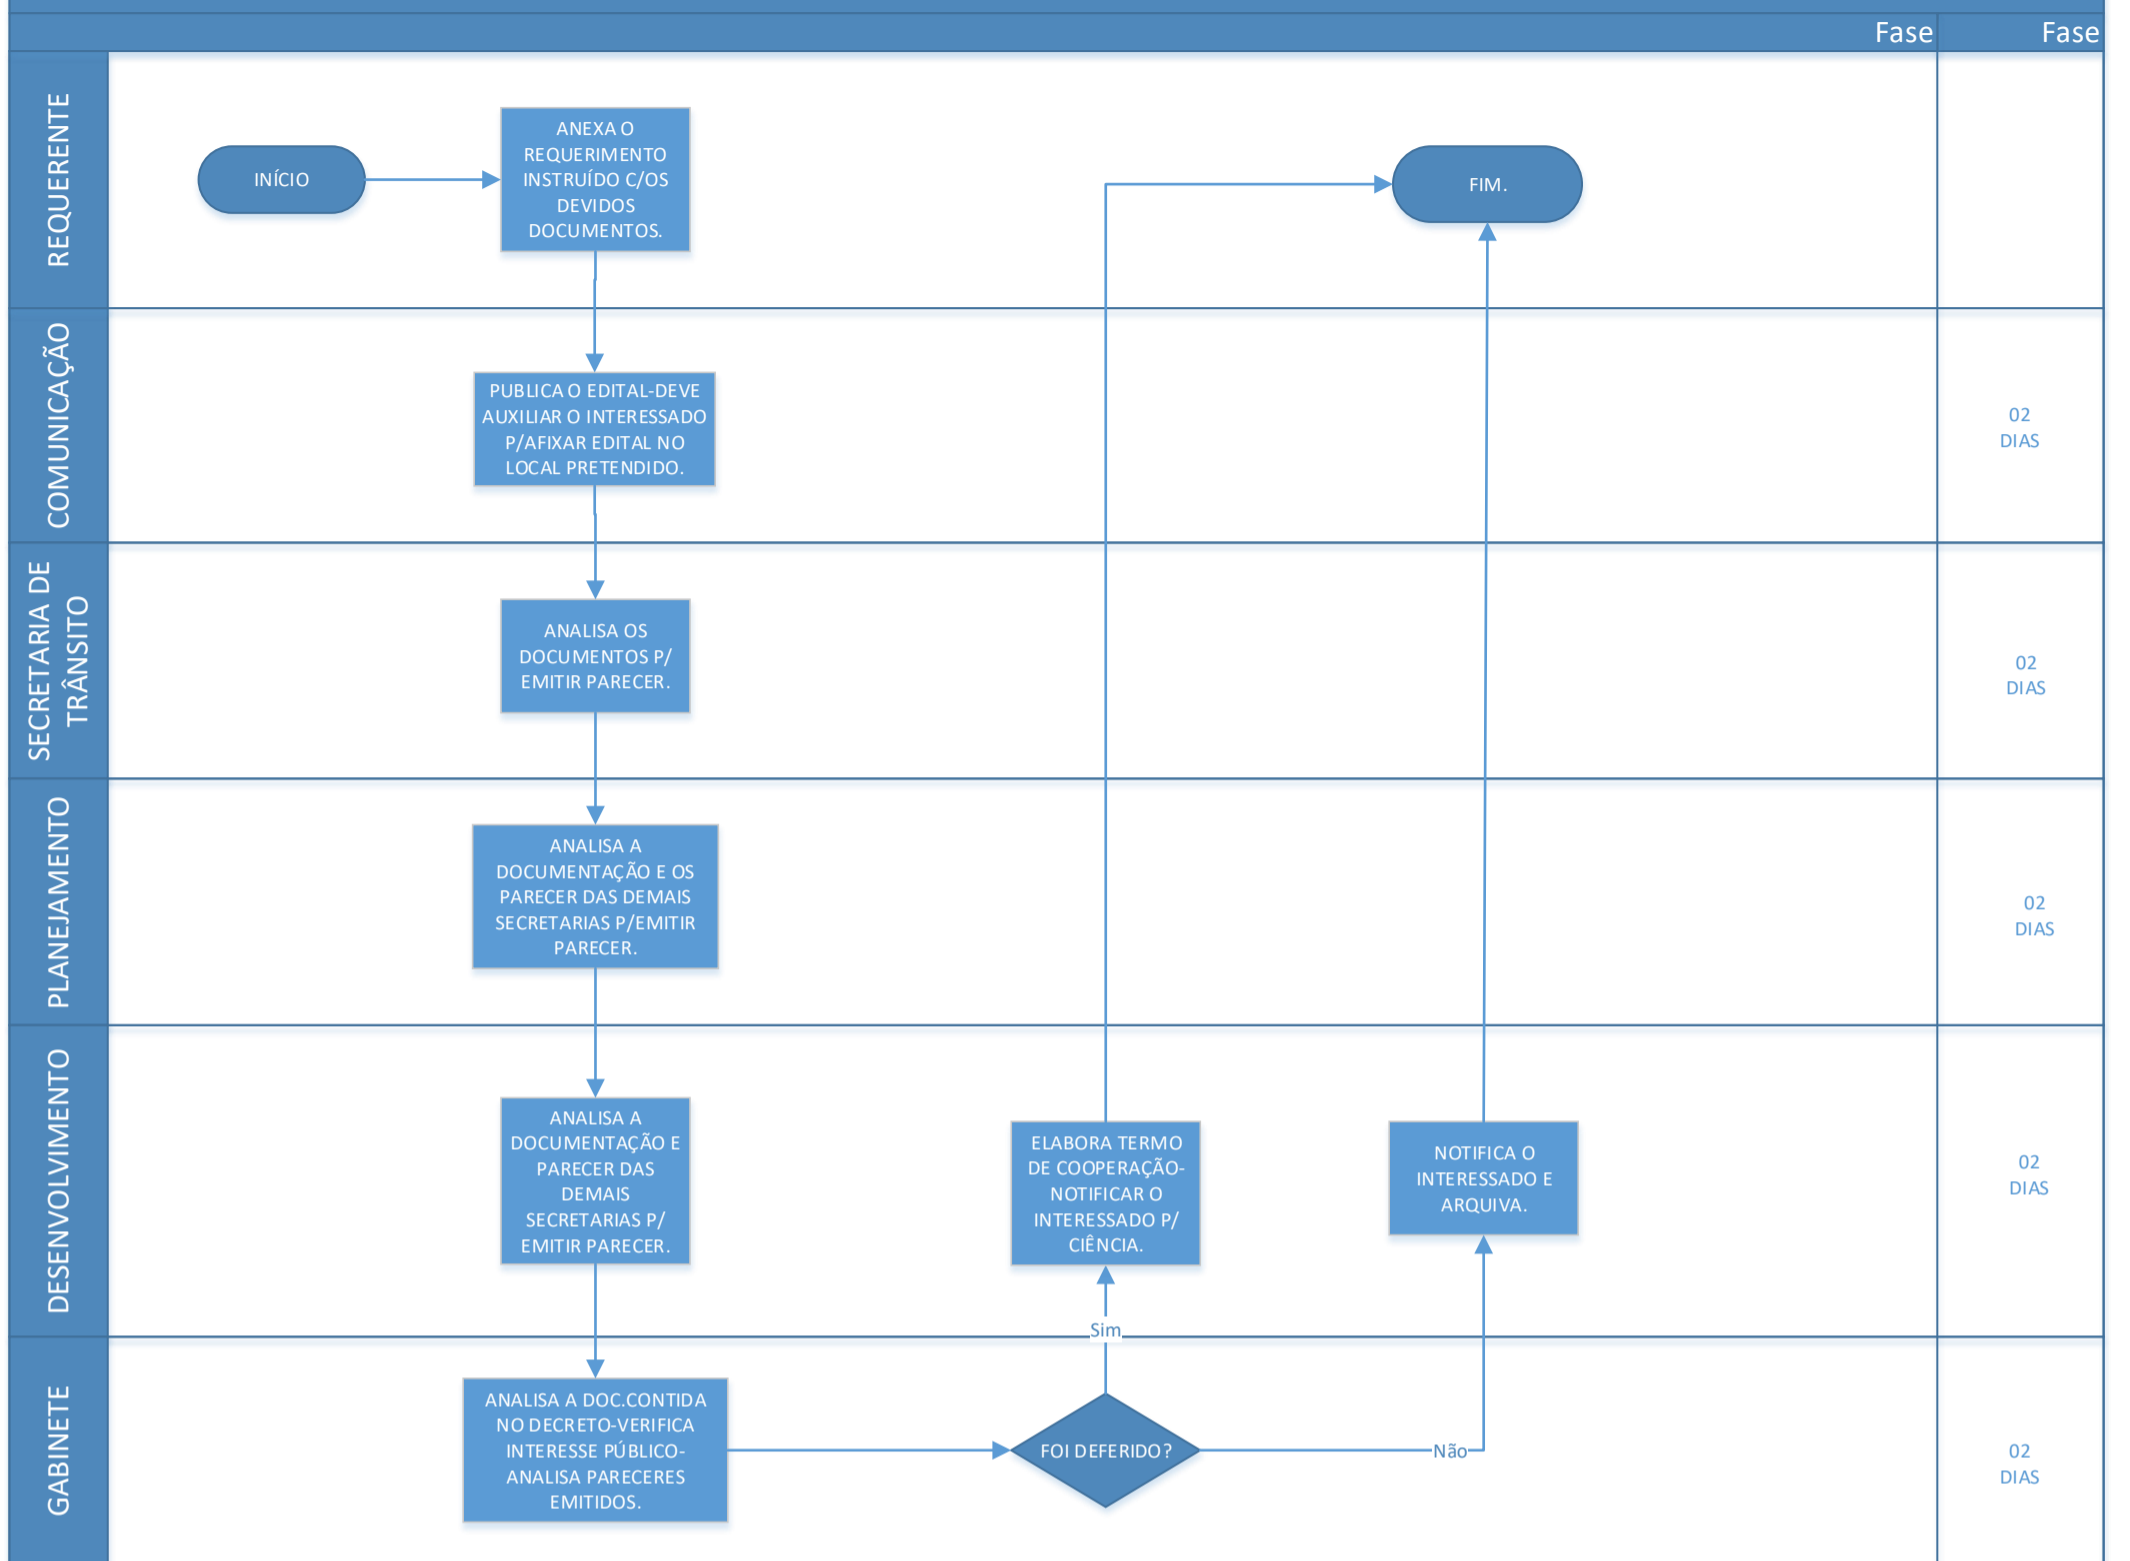 Fase
Fase
REQUERENTE
INÍCIO
ANEXA O
REQUERIMENTO
INSTRUÍDO C/OS
DEVIDOS
DOCUMENTOS.
FIM.
COMUNICAÇÃO
PUBLICA O EDITAL-DEVE
AUXILIAR O INTERESSADO
P/AFIXAR EDITAL NO
LOCAL PRETENDIDO.
02
DIAS
SECRETARIA DE
TRÂNSITO
ANALISA OS
DOCUMENTOS P/
EMITIR PARECER.
02
DIAS
PLANEJAMENTO
ANALISA A
DOCUMENTAÇÃO E OS
PARECER DAS DEMAIS
SECRETARIAS P/EMITIR
PARECER.
02
DIAS
DESENVOLVIMENTO
ANALISA A
DOCUMENTAÇÃO E
PARECER DAS
DEMAIS
SECRETARIAS P/
EMITIR PARECER.
ELABORA TERMO
DE COOPERAÇÃO-
NOTIFICAR O
INTERESSADO P/
CIÊNCIA.
NOTIFICA O
INTERESSADO E
ARQUIVA.
02
DIAS
Sim
GABINETE
ANALISA A DOC.CONTIDA
NO DECRETO-VERIFICA
INTERESSE PÚBLICO-
ANALISA PARECERES
EMITIDOS.
FOI DEFERIDO?
Não
02
DIAS